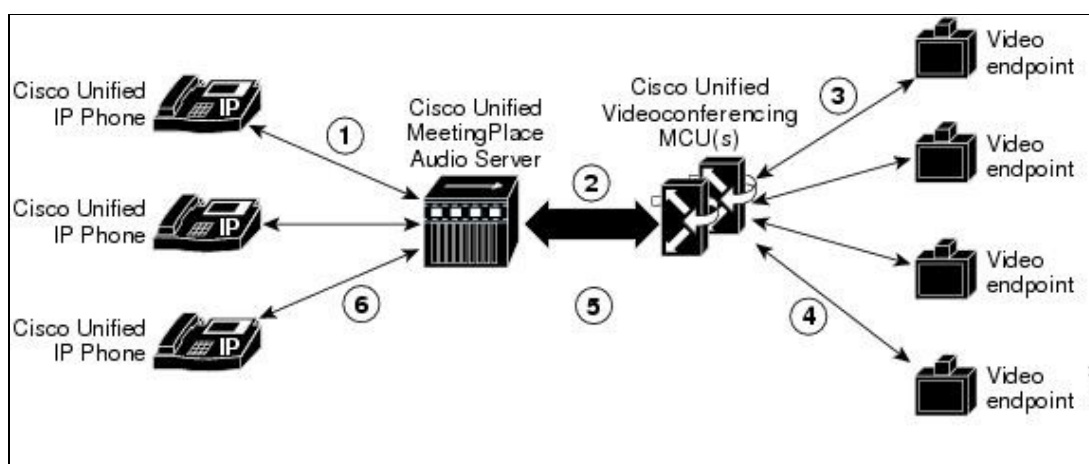 Cisco Unified
IP Phone
IP
1
Cisco Unified
IP Phone
IP
Cisco Unified
IP Phone
IP
6
Cisco Unified
MeetingPlace
Audio Server
2
5
Cisco Unified
Videoconferencing
MCU(s)
3
4
Video
endpoint
Video
endpoint
Video
endpoint
Video
endpoint